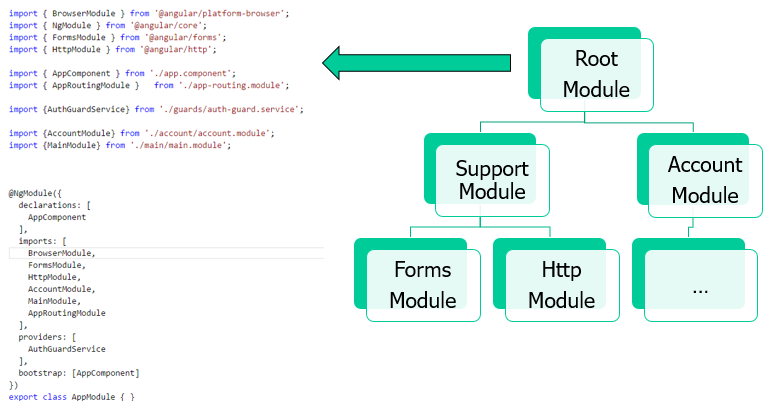 import { BrowserModule } from '@angular/platform-browser';
import { NgModule } from '@angular/core';
import { FormsModule } from '@angular/forms';
import { HttpModule } from '@angular/http';
import { AppComponent } from './app.component';
import { AppRoutingModule }   from './app-routing.module';
import {AuthGuardService} from './guards/auth-guard.service';
import {AccountModule} from './account/account.module';
import {MainModule} from './main/main.module';
@NgModule({
  declarations: [
    AppComponent
  ],
  imports: [
    BrowserModule,
    FormsModule,
    HttpModule,
    AccountModule,
    MainModule,
    AppRoutingModule
  ],
  providers: [
    AuthGuardService
  ],
  bootstrap: [AppComponent]
})
export class AppModule { }
Root
Module
Support
Module
Account
Module
Forms
Module
Http
Module
...